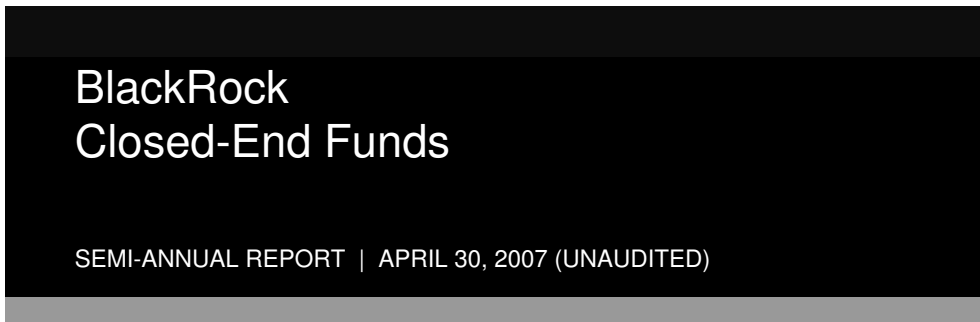 BlackRock
Closed-End Funds
SEMI-ANNUAL REPORT | APRIL 30, 2007 (UNAUDITED)